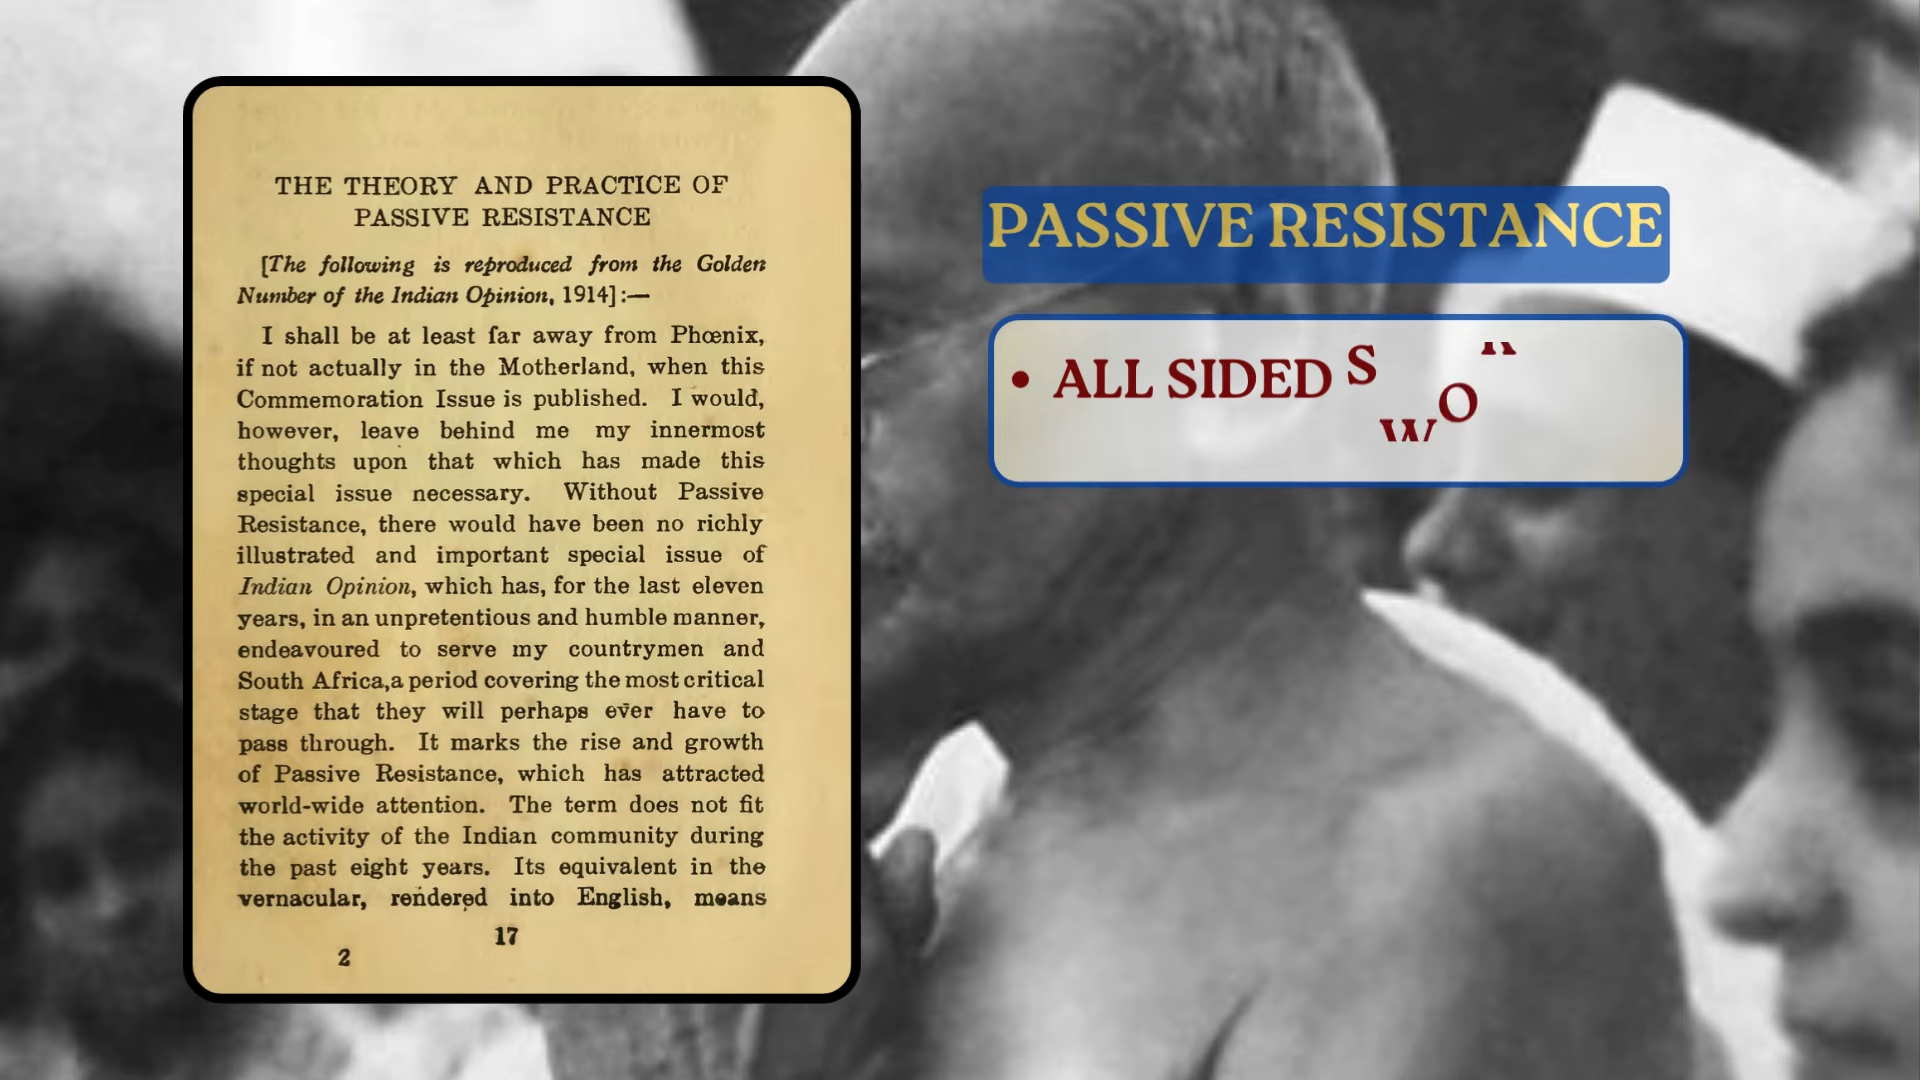 THE THEORY AND PRACTICE OF
PASSIVE RESISTANCE
[The following is reproduced from the Golden
Number of the Indian Opinion, 1914]:—
I shall be at least far away from Phœnix,
if not actually in the Motherland, when this
Commemoration Issue is published. I would,
however, leave behind me my innermost
thoughts upon that which has made this
special issue necessary. Without Passive
Resistance, there would have been no richly
illustrated and important special issue of
Indian Opinion, which has, for the last eleven
years, in an unpretentious and humble manner,
endeavoured to serve my countrymen and
South Africa, a period covering the most critical
stage that they will perhaps ever have to
pass through. It marks the rise and growth
of Passive Resistance, which has attracted
world-wide attention. The term does not fit
the activity of the Indian community during
the past eight years. Its equivalent in the
vernacular, rendered into English, means
17
2
PASSIVE RESISTANCE
• ALL SIDED SWO